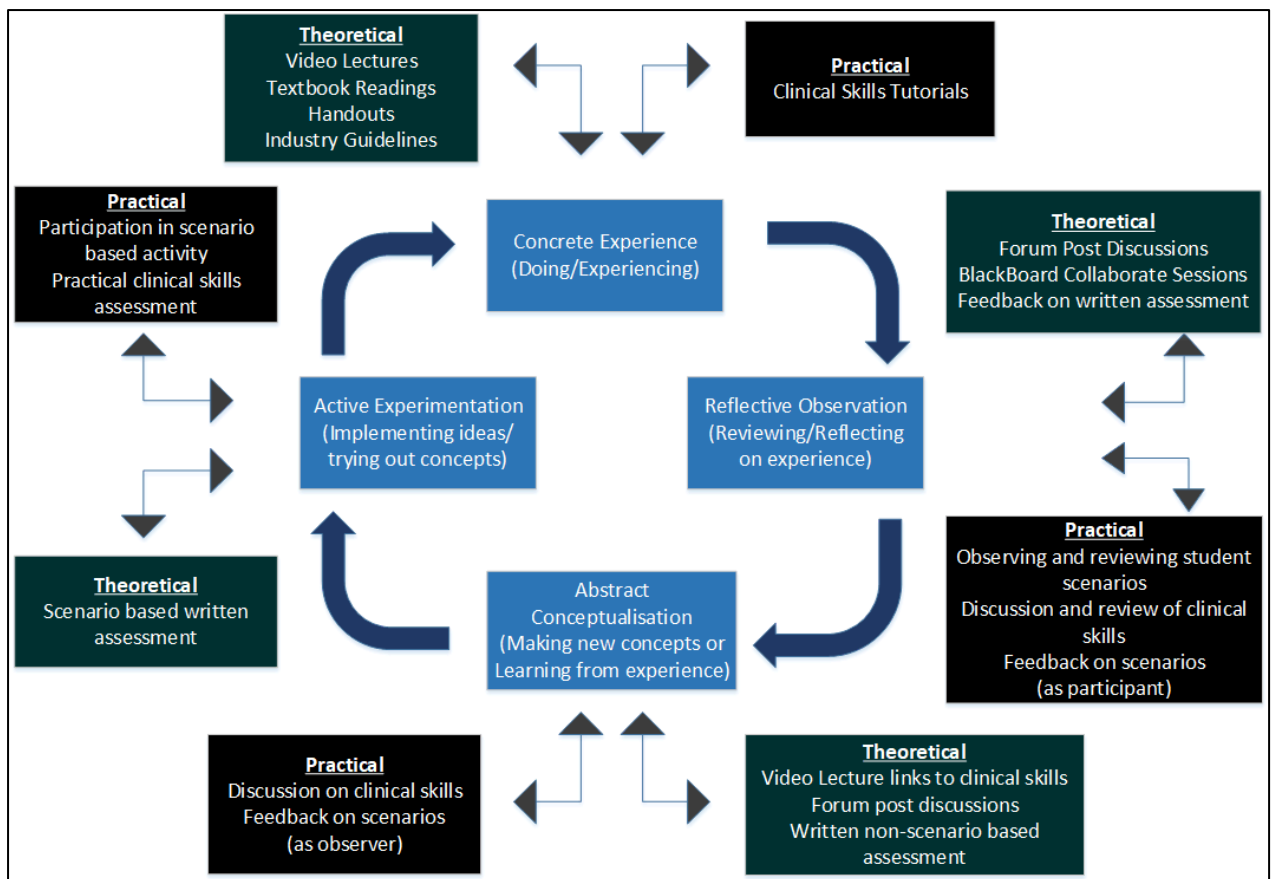 Theoretical
Video Lectures
Textbook Readings
Handouts
Industry Guidelines
Practical
Clinical Skills Tutorials
Practical
Participation in scenario
based activity
Practical clinical skills
assessment
Concrete Experience
(Doing/Experiencing)
Theoretical
Forum Post Discussions
BlackBoard Collaborate Sessions
Feedback on written assessment
Active Experimentation
(Implementing ideas/
trying out concepts)
Reflective Observation
(Reviewing/Reflecting
on experience)
Theoretical
Scenario based written
assessment
Abstract
Conceptualisation
(Making new concepts or
Learning from experience)
Practical
Observing and reviewing student
scenarios
Discussion and review of clinical
skills
Feedback on scenarios
(as participant)
Practical
Discussion on clinical skills
Feedback on scenarios
(as observer)
Theoretical
Video Lecture links to clinical skills
Forum post discussions
Written non-scenario based
assessment